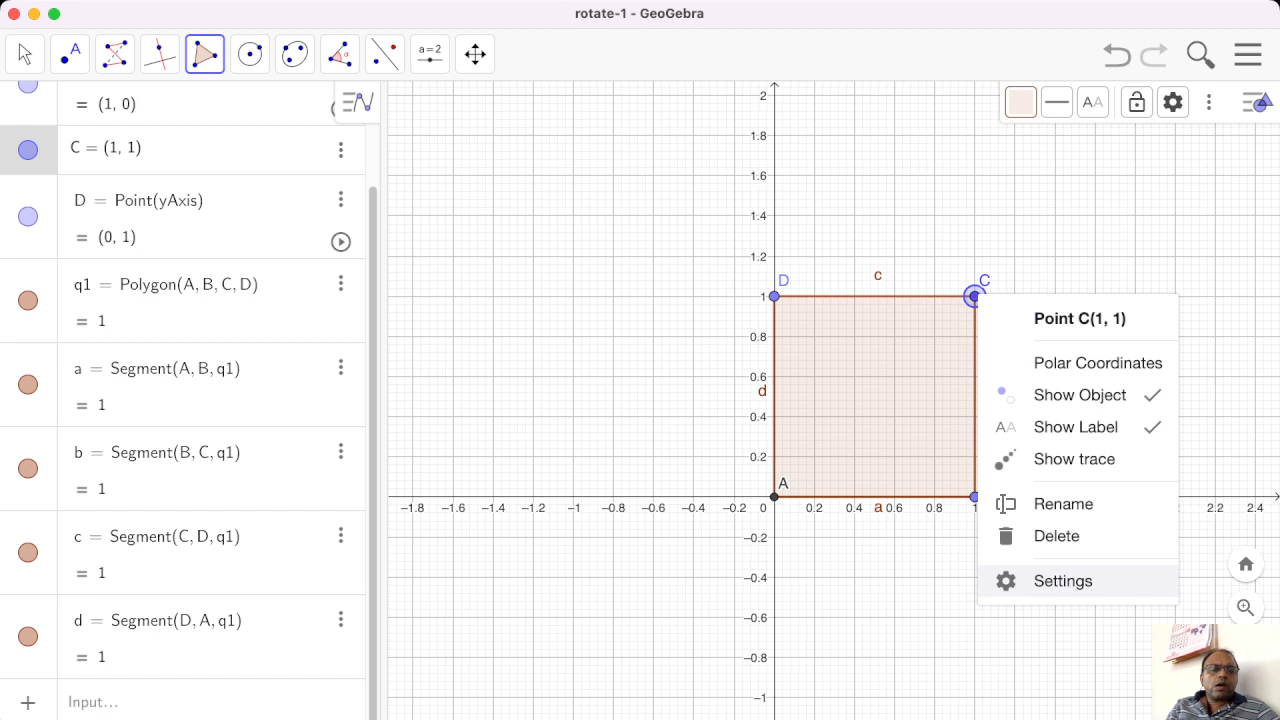 rotate-1 - GeoGebra
A
α
a=2
= (1, 0)
C = (1, 1)
D = Point(yAxis)
= (0, 1)
q1 = Polygon(A, B, C, D)
= 1
a = Segment(A, B, q1)
= 1
b = Segment(B, C, q1)
= 1
c = Segment(C, D, q1)
= 1
d = Segment(D, A, q1)
= 1
+ Input...
AA
2
1.8
1.6
1.4
1.2
1
0.8
0.6
0.4
0.2
D c C
d
A
a
-1.8 -1.6 -1.4 -1.2 -1 -0.8 -0.6 -0.4 -0.2 0 0.2 0.4 0.6 0.8 1 2.2 2.4
-0.2
-0.4
-0.6
-0.8
-1
Point C(1, 1)
Polar Coordinates
Show Object
AA Show Label
Show trace
Rename
Delete
Settings